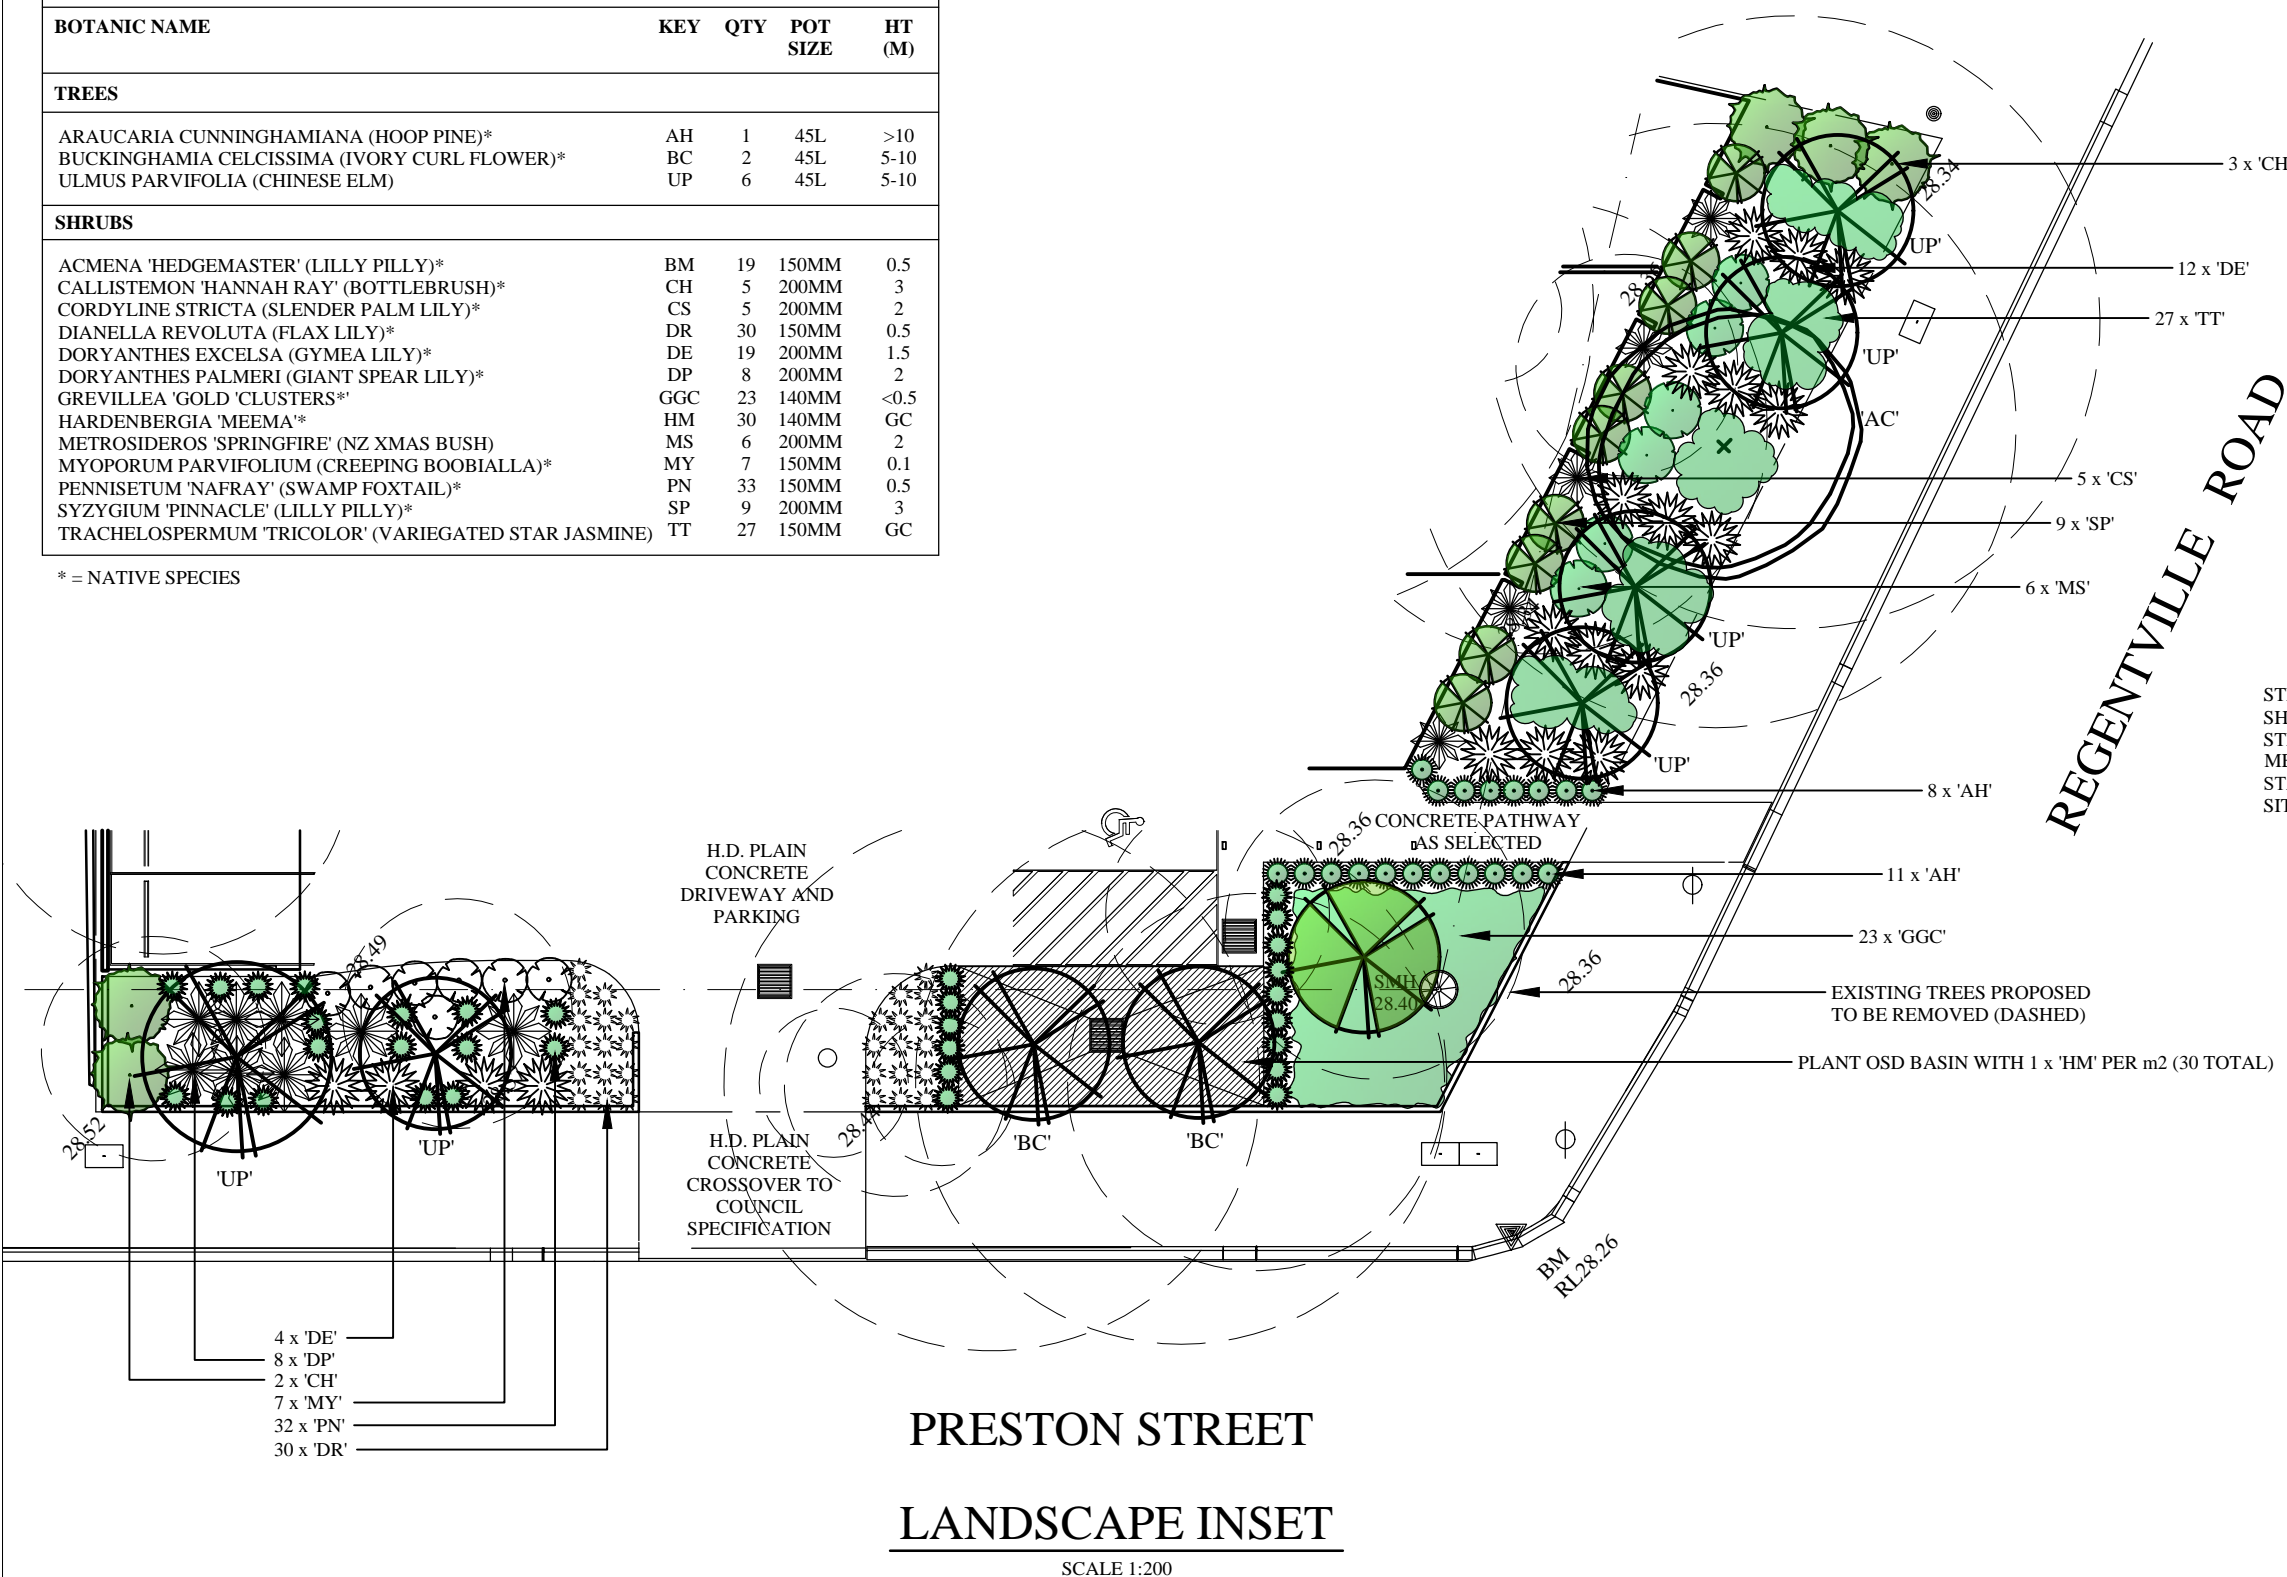 BOTANIC NAME KEY QTY POT SIZE HT (M)
TREES
ARAUCARIA CUNNINGHAMIANA (HOOP PINE)* AH 1 45L >10
BUCKINGHAMIA CELCISSIMA (IVORY CURL FLOWER)* BC 2 45L 5-10
ULMUS PARVIFOLIA (CHINESE ELM) UP 6 45L 5-10
SHRUBS
ACMENA 'HEDGEMASTER' (LILLY PILLY)* BM 19 150MM 0.5
CALLISTEMON 'HANNAH RAY' (BOTTLEBRUSH)* CH 5 200MM 3
CORDYLINE STRICTA (SLENDER PALM LILY)* CS 5 200MM 2
DIANELLA REVOLUTA (FLAX LILY)* DR 30 150MM 0.5
DORYANTHES EXCELSA (GYMEA LILY)* DE 19 200MM 1.5
DORYANTHES PALMERI (GIANT SPEAR LILY)* DP 8 200MM 2
GREVILLEA 'GOLD 'CLUSTERS*' GGC 23 140MM <0.5
HARDENBERGIA 'MEEMA'* HM 30 140MM GC
METROSIDEROS 'SPRINGFIRE' (NZ XMAS BUSH) MS 6 200MM 2
MYOPORUM PARVIFOLIUM (CREEPING BOOBIALLA)* MY 7 150MM 0.1
PENNISETUM 'NAFRAY' (SWAMP FOXTAIL)* PN 33 150MM 0.5
SYZYGIUM 'PINNACLE' (LILLY PILLY)* SP 9 200MM 3
TRACHELOSPERMUM 'TRICOLOR' (VARIEGATED STAR JASMINE) TT 27 150MM GC
* = NATIVE SPECIES
3 x 'CH
28.34
UP'
12 x 'DE'
27 x 'TT'
'UP'
'AC'
5 x 'CS'
9 x 'SP'
6 x 'MS'
'UP'
28.36
'UP'
REGENTVILLE ROAD
8 x 'AH'
28.36
CONCRETE PATHWAY
AS SELECTED
11 x 'AH'
23 x 'GGC'
28.36
SMH
28.40
EXISTING TREES PROPOSED
TO BE REMOVED (DASHED)
PLANT OSD BASIN WITH 1 x 'HM' PER m2 (30 TOTAL)
H.D. PLAIN
CONCRETE
DRIVEWAY AND
PARKING
28.49
28.52
'UP'
'UP'
H.D. PLAIN
CONCRETE
CROSSOVER TO
COUNCIL
SPECIFICATION
'BC'
'BC'
BM
RL28.26
4 x 'DE'
8 x 'DP'
2 x 'CH'
7 x 'MY'
32 x 'PN'
30 x 'DR'
PRESTON STREET
LANDSCAPE INSET
SCALE 1:200